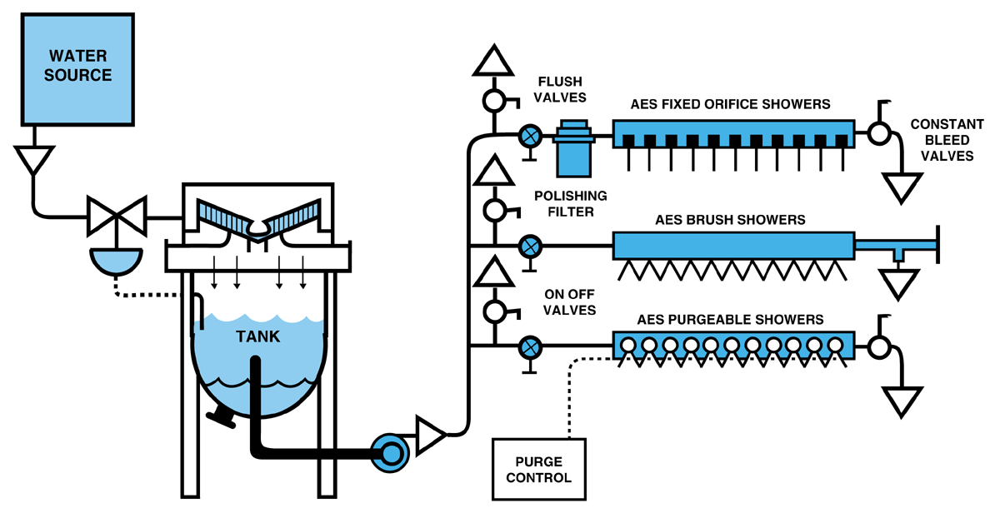 WATER
SOURCE
FLUSH
VALVES
AES FIXED ORIFICE SHOWERS
CONSTANT
BLEED
VALVES
POLISHING
FILTER
AES BRUSH SHOWERS
ON OFF
VALVES
AES PURGEABLE SHOWERS
TANK
PURGE
CONTROL